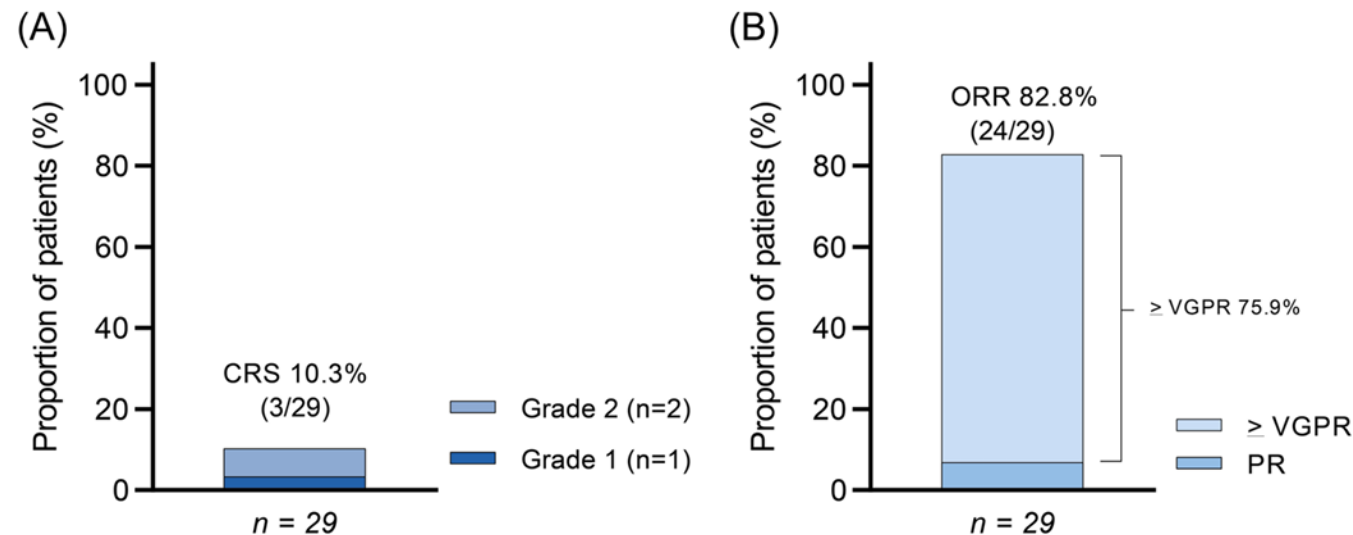 (A)
Proportion of patients (%)
100
80
60
40
20
0
CRS 10.3%
(3/29)
n = 29
Grade 2 (n=2)
Grade 1 (n=1)
(B)
Proportion of patients (%)
100
80
60
40
20
0
ORR 82.8%
(24/29)
n = 29
≥ VGPR 75.9%
≥ VGPR
PR